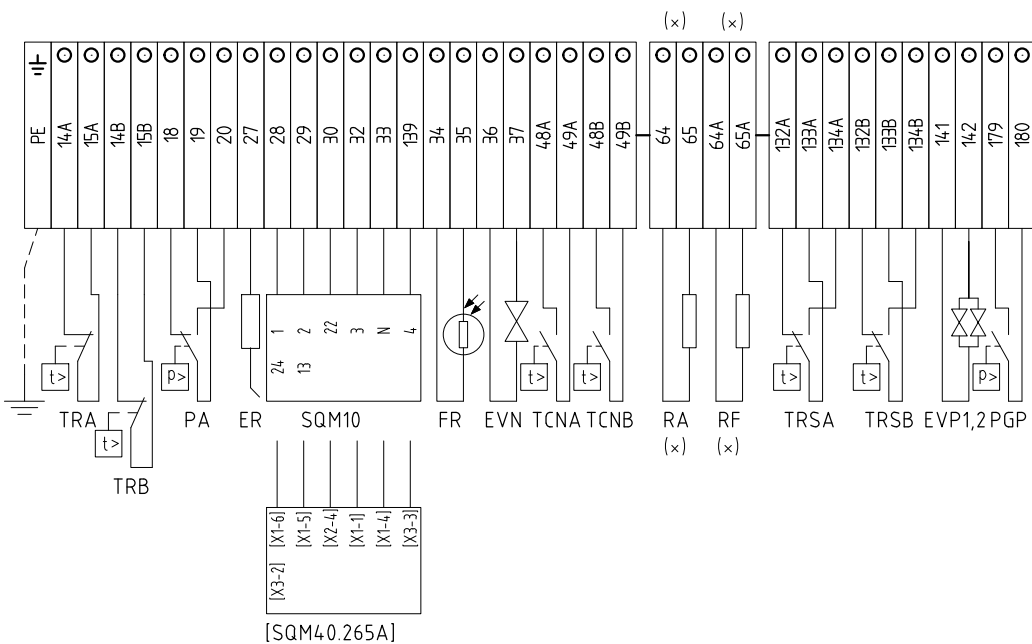 (×) (×)
PE 14A 15A 14B 15B 18 19 20 27 28 29 30 32 33 139 34 35 36 37 48A 49A 48B 49B 64 65 64A 65A 132A 133A 134A 132B 133B 134B 141 142 179 180
1 2 22 3 N 4
24 13
t> p> t> t> t> t> p>
TRA PA ER SQM10 FR EVN TCNA TCNB RA RF TRSA TRSB EVP1,2 PGP
(×) (×)
t>
TRB
[X1-6] [X1-5] [X2-4] [X1-1] [X1-4] [X3-3]
[X3-2]
[SQM40.265A]